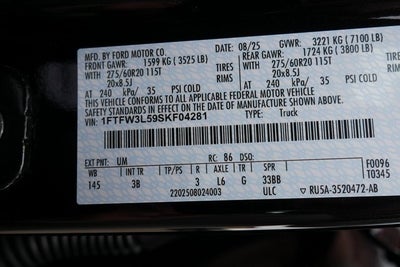 MFD. BY FORD MOTOR CO.
DATE: 08/25 GVWR: 3221 KG ( 7100 LB)
FRONT GAWR: 1599 KG ( 3525 LB) REAR GAWR: 1724 KG ( 3800 LB)
275/60R20 115T TIRES 275/60R20 115T TIRES
20x8.5J RIMS 20x8.5J RIMS
AT 240 kPa/ 35 PSI COLD AT 240 kPa/ 35 PSI COLD
THIS VEHICLE CONFORMS TO ALL APPLICABLE FEDERAL MOTOR VEHICLE
SAFETY STANDARDS IN EFFECT ON THE DATE OF MANUFACTURE SHOWN ABOVE.
VIN: 1FTFW3L59SKF04281
TYPE: Truck
EXT PNT: UM RC: 86 DSO: F0096
WB INT TR TP/PS R AXLE TR SPR T0345
145 3B 3 L6 G 33BB
2202508024003 ULC RU5A-3520472-AB